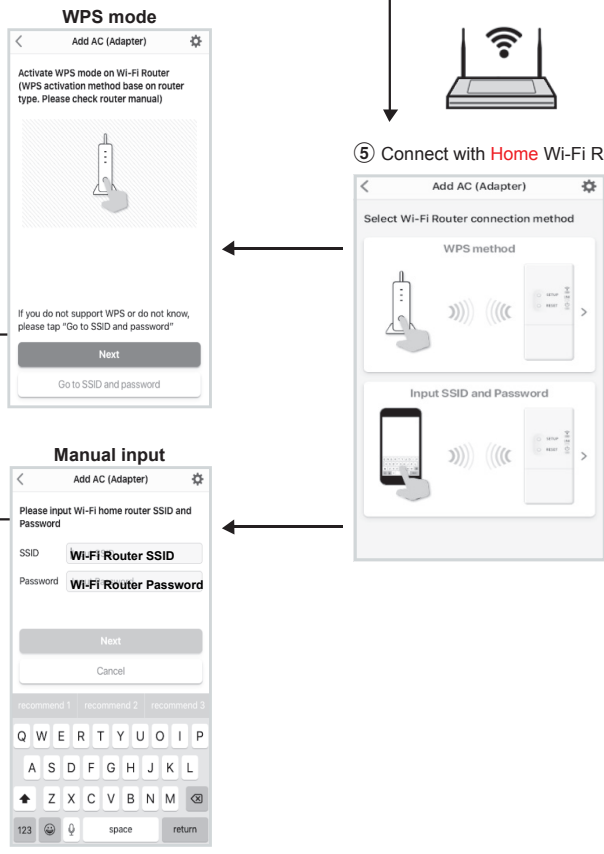 WPS mode
Add AC (Adapter)
Activate WPS mode on Wi-Fi Router
(WPS activation method base on router
type. Please check router manual)
If you do not support WPS or do not know,
please tap "Go to SSID and password"
Next
Go to SSID and password
⑤ Connect with Home Wi-Fi R
Add AC (Adapter)
Select Wi-Fi Router connection method
WPS method
SETUP
RESET
Input SSID and Password
SETUP
RESET
Manual input
Add AC (Adapter)
Please input Wi-Fi home router SSID and
Password
SSID Wi-Fi Router SSID
Password Wi-Fi Router Password
Next
Cancel
recommend 1 recommend 2 recommend 3
Q W E R T Y U O I P
A S D F G H J K L
Z X C V B N M
123 space return